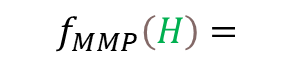 f_MMP(H) =